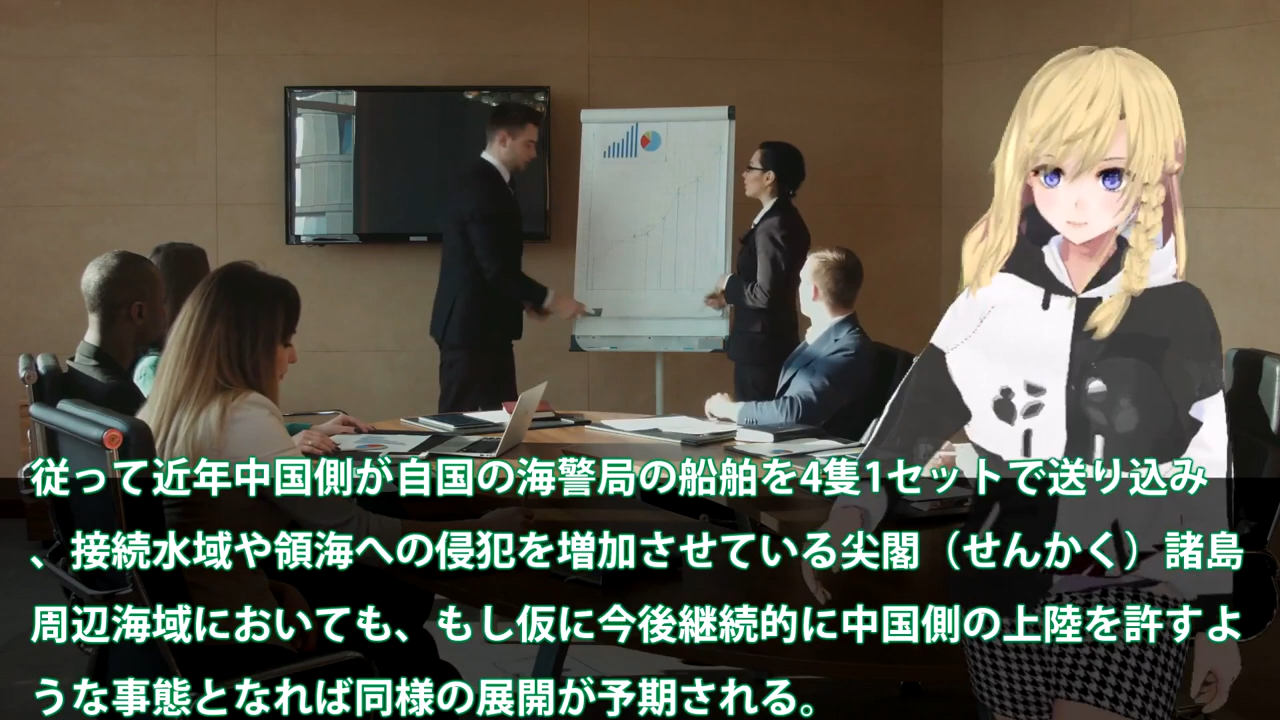 従って近年中国側が自国の海警局の船舶を4隻1セットで送り込み
、接続水域や領海への侵犯を増加させている尖閣（せんかく）諸島
周辺海域においても、もし仮に今後継続的に中国側の上陸を許すよ
うな事態となれば同様の展開が予期される。